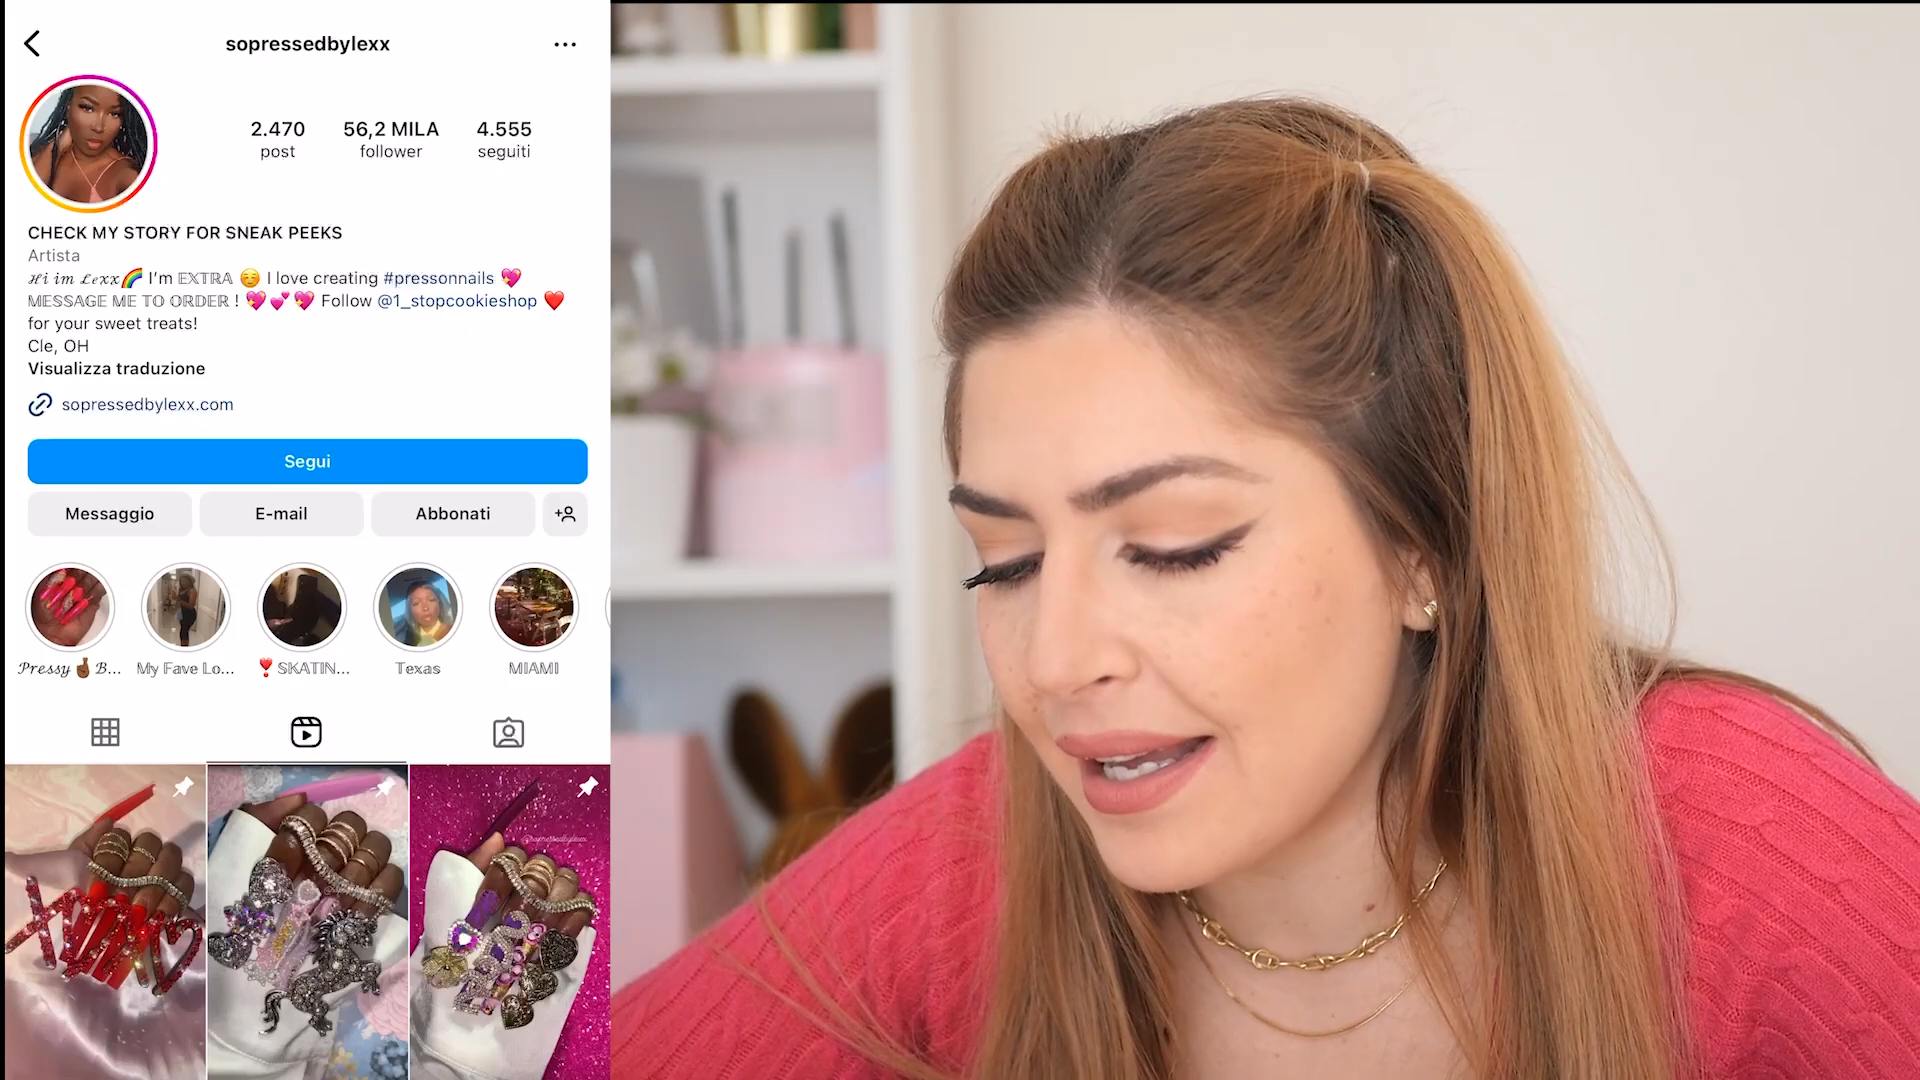 sopressedbylexx
2.470 56,2 MILA 4.555
post follower seguiti
CHECK MY STORY FOR SNEAK PEEKS
Artista
𝓗𝓲 𝓲𝓶 𝓛𝓮𝔁𝔁🌈 I’m 𝔼𝕏𝕋ℝ𝔸 ☺️ I love creating #pressonnails 💖
𝕄𝔼𝕊𝕊𝔸𝔾𝔼 𝕄𝔼 𝕋𝕆 𝕆ℝ𝔻𝔼ℝ ! 💖💕💖 Follow @1_stopcookieshop ❤️
for your sweet treats!
Cle, OH
Visualizza traduzione
sopressedbylexx.com
Segui
Messaggio E-mail Abbonati
𝓟𝓻𝓮𝓼𝓼𝔂🤞🏾𝓑... 𝕄𝕪 𝔽𝕒𝕧𝕖 𝕃𝕠... ❣️𝕊𝕂𝔸𝕋𝕀ℕ... 𝕋𝕖𝕩𝕒𝕤 𝕄𝕀𝔸𝕄𝕀
XOXO